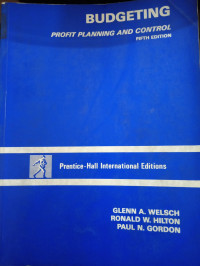 BUDGETING
PROFIT PLANNING AND CONTROL
FIFTH EDITION
Prentice-Hall International Editions
GLENN A. WELSCH
RONALD W. HILTON
PAUL N. GORDON